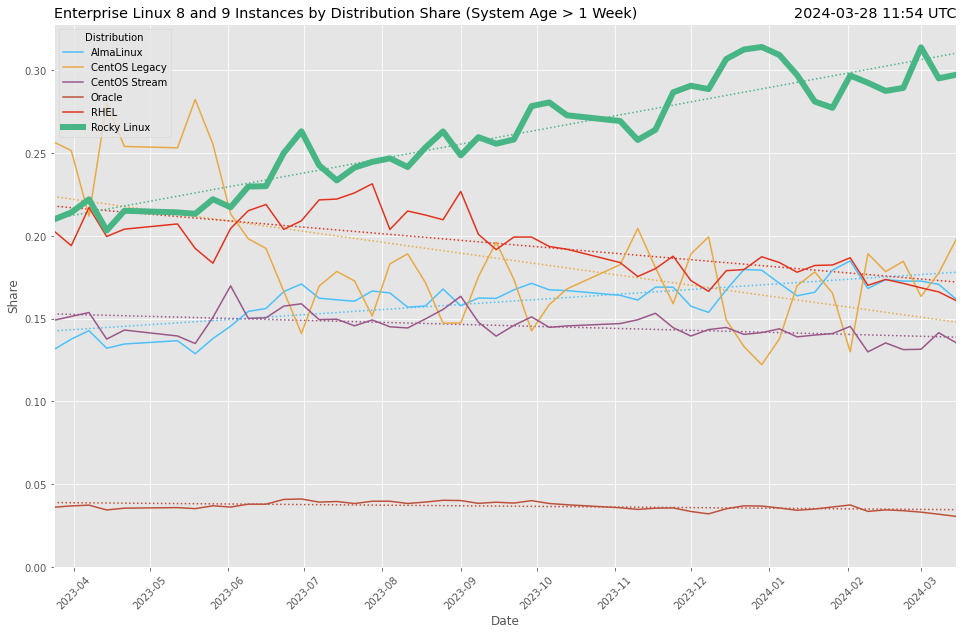 Enterprise Linux 8 and 9 Instances by Distribution Share (System Age > 1 Week)
2024-03-28 11:54 UTC
Distribution
AlmaLinux
CentOS Legacy
CentOS Stream
Oracle
RHEL
Rocky Linux
Share
0.30
0.25
0.20
0.15
0.10
0.05
0.00
2023-04
2023-05
2023-06
2023-07
2023-08
2023-09
2023-10
2023-11
2023-12
2024-01
2024-02
2024-03
Date